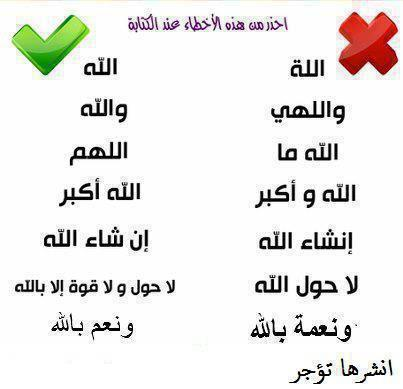 احذر من هذه الأخطاء عند الكتابة
اللة الله
واللهي والله
الله ما اللهم
الله و أكبر الله أكبر
إنشاء الله إن شاء الله
لا حول الله لا حول و لا قوة إلا بالله
ونعمة بالله ونعم بالله
انشرها تؤجر